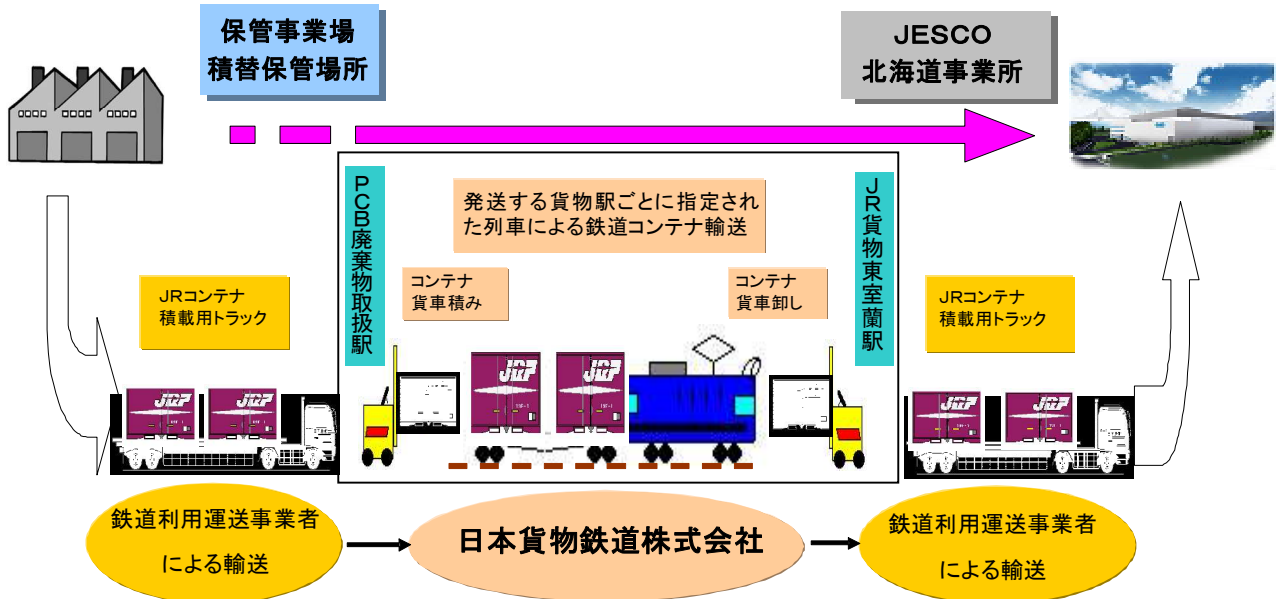 保管事業場
積替保管場所
JESCO
北海道事業所
PCB廃棄物取扱駅
発送する貨物駅ごとに指定され
た列車による鉄道コンテナ輸送
JR貨物東室蘭駅
コンテナ
貨車積み
コンテナ
貨車卸し
JRコンテナ
積載用トラック
JRコンテナ
積載用トラック
JRF
JRF
JRF
JRF
JRF
JRF
鉄道利用運送事業者
による輸送
日本貨物鉄道株式会社
鉄道利用運送事業者
による輸送